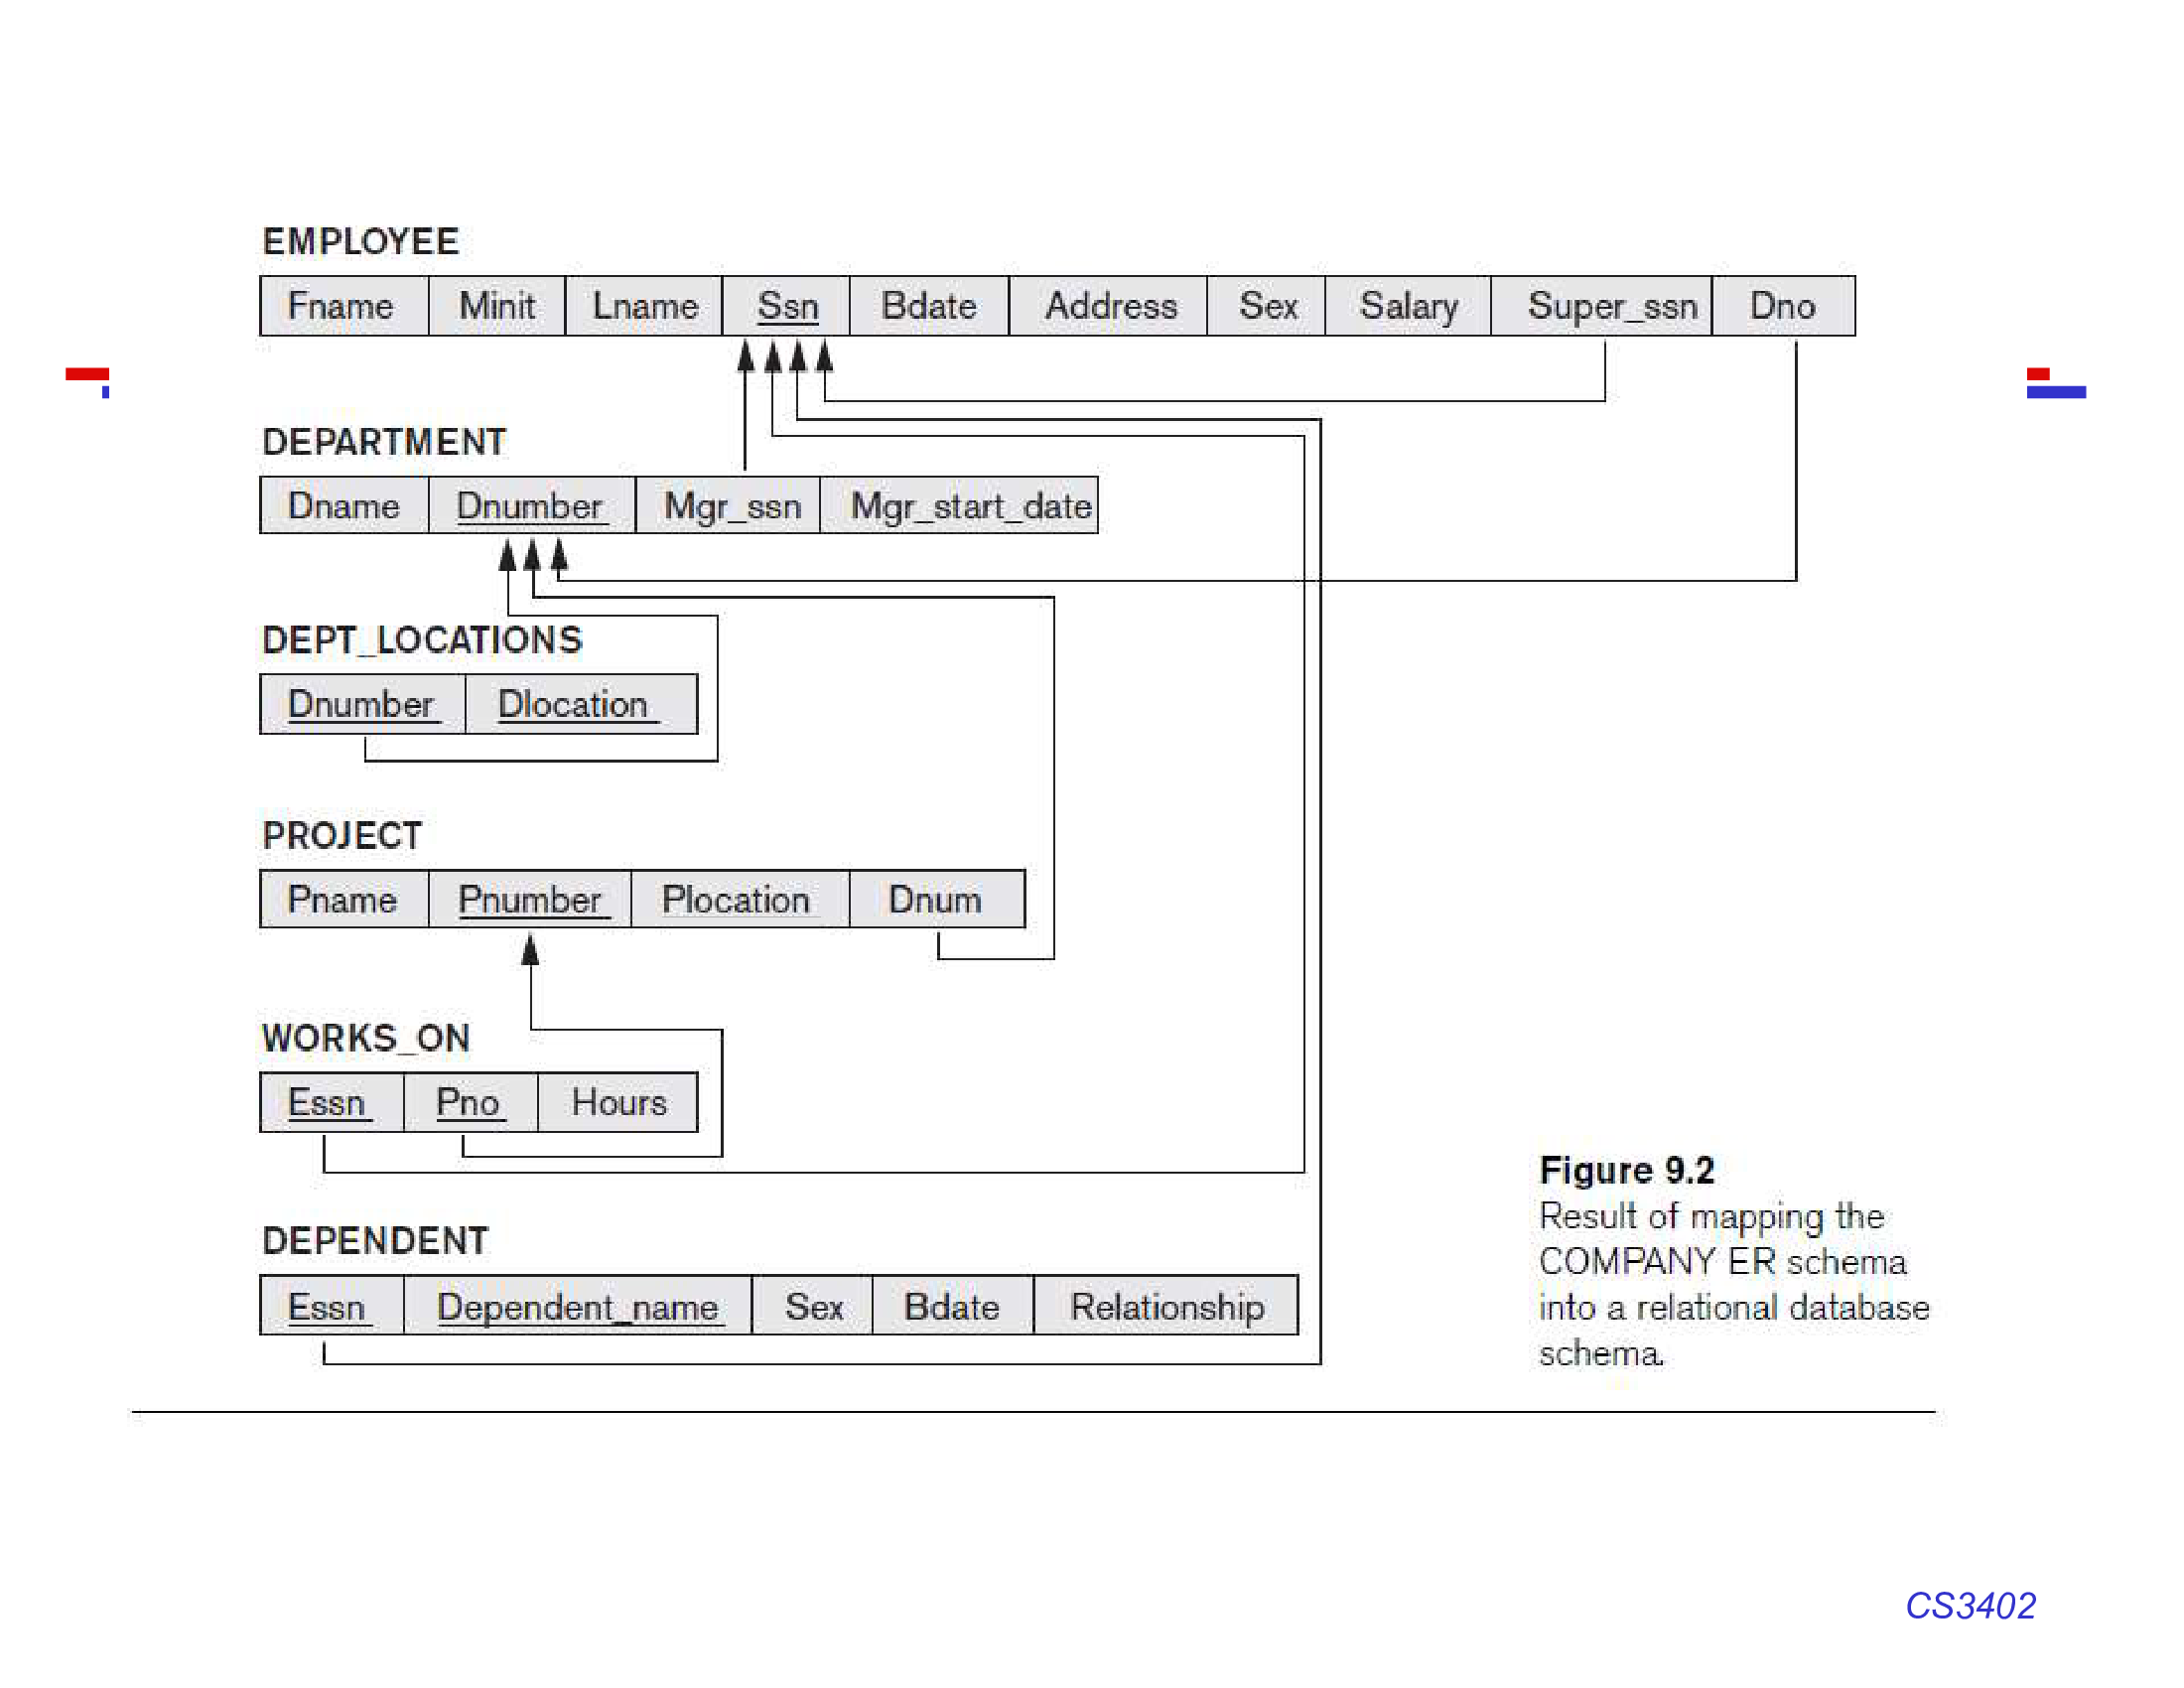 EMPLOYEE
Fname Minit Lname Ssn Bdate Address Sex Salary Super_ssn Dno
DEPARTMENT
Dname Dnumber Mgr_ssn Mgr_start_date
DEPT_LOCATIONS
Dnumber Dlocation
PROJECT
Pname Pnumber Plocation Dnum
WORKS_ON
Essn Pno Hours
DEPENDENT
Essn Dependent_name Sex Bdate Relationship
Figure 9.2
Result of mapping the
COMPANY ER schema
into a relational database
schema.
CS3402